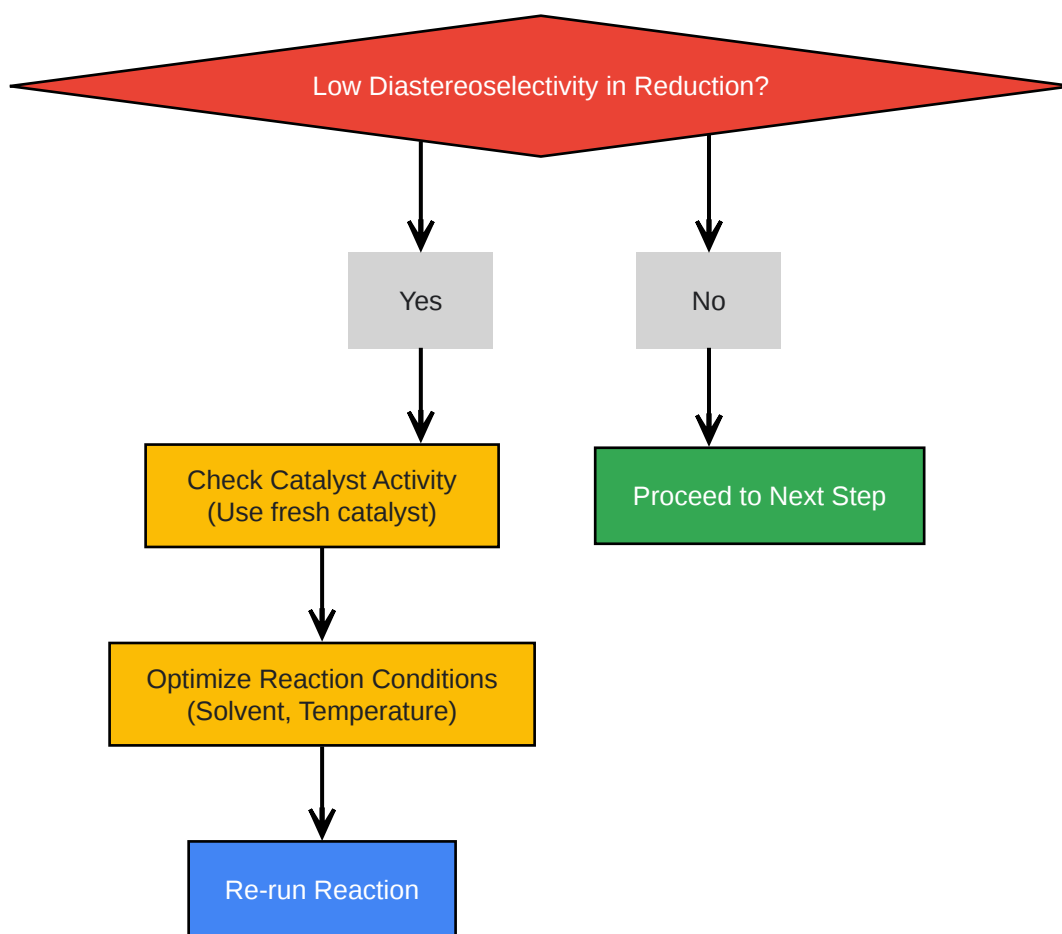 Low Diastereoselectivity in Reduction?
Yes
No
Check Catalyst Activity
(Use fresh catalyst)
Proceed to Next Step
Optimize Reaction Conditions
(Solvent, Temperature)
Re-run Reaction